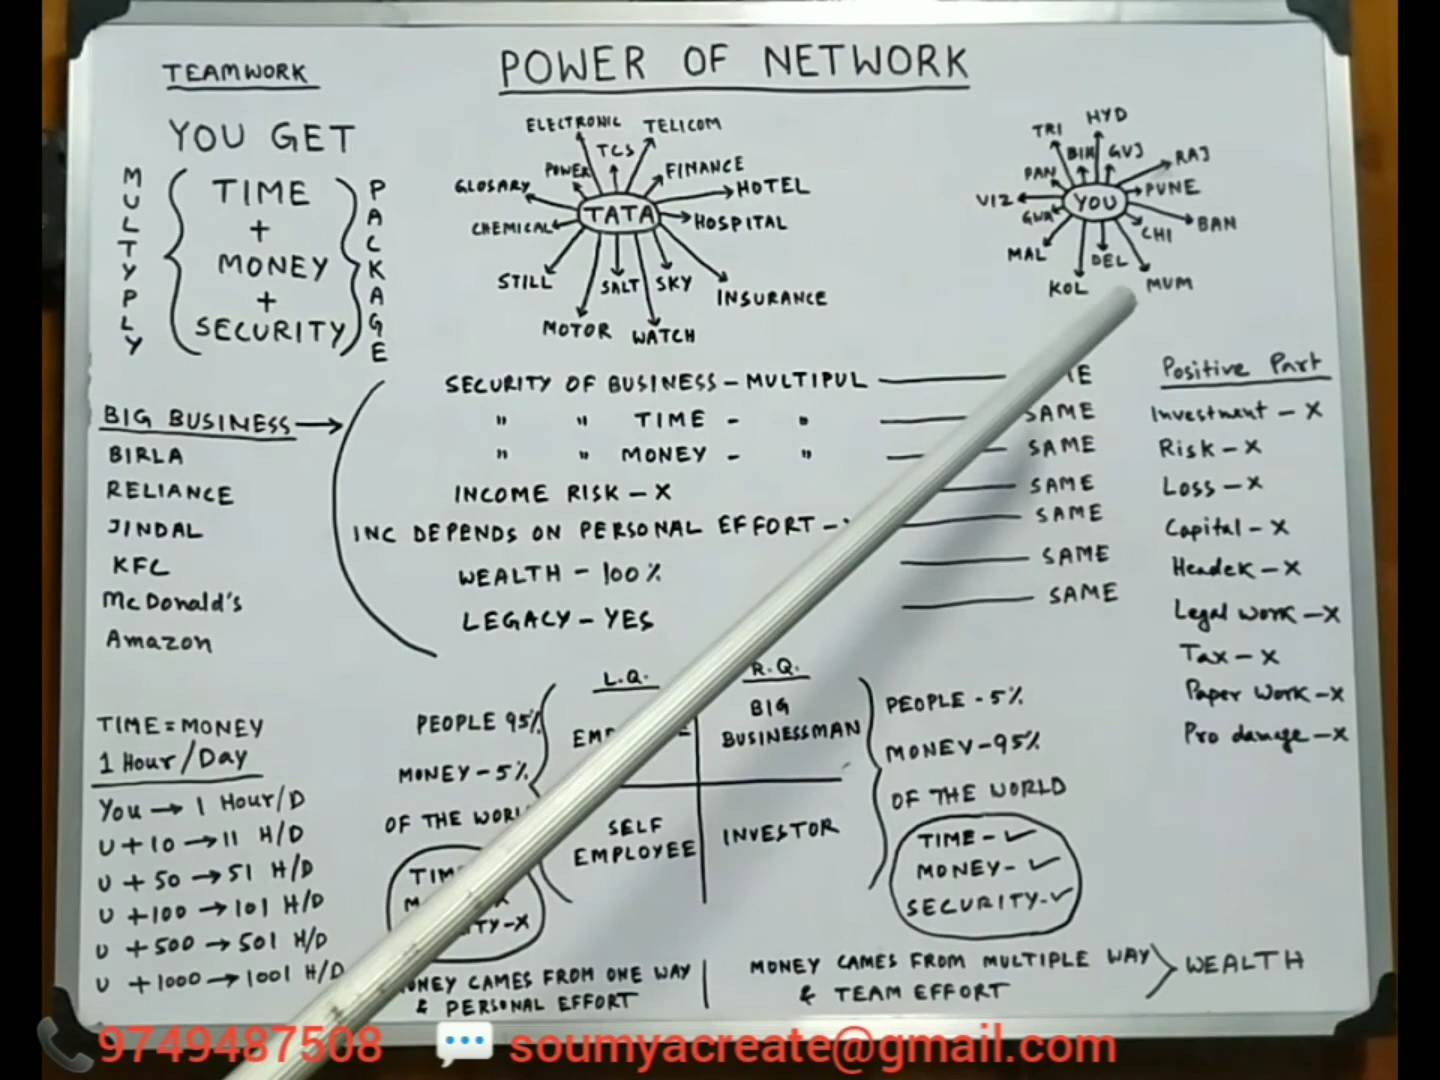 TEAMWORK
POWER OF NETWORK
YOU GET
MULTYPLY
TIME
+
MONEY
+
SECURITY
PACKAGE
ELECTRONIC
TELICOM
TCS
POWER
FINANCE
GLOSARY
HOTEL
TATA
CHEMICAL
HOSPITAL
STILL
SALT
SKY
INSURANCE
MOTOR
WATCH
HYD
TRI
BIH
GVJ
RAJ
PAN
PUNE
VIZ
YOU
GWA
BAN
CHI
MAL
DEL
KOL
MUM
BIG BUSINESS →
BIRLA
RELIANCE
JINDAL
KFC
McDonald's
Amazon
SECURITY OF BUSINESS - MULTIPUL
" " TIME - " SAME
" " MONEY - " SAME
INCOME RISK - X SAME
INC DEPENDS ON PERSONAL EFFORT - SAME
WEALTH - 100% SAME
LEGACY - YES SAME
Positive Part
Investment - X
Risk - X
Loss - X
Capital - X
Headek - X
Legal work - X
Tax - X
Paper Work - X
Pro damage - X
TIME = MONEY
1 Hour/Day
You → 1 Hour/D
U + 10 → 11 H/D
U + 50 → 51 H/D
U + 100 → 101 H/D
U + 500 → 501 H/D
U + 1000 → 1001 H/D
PEOPLE 95%
MONEY - 5%
OF THE
L.Q.
R.Q.
BIG
BUSINESSMAN
SELF
EMPLOYEE
INVESTOR
PEOPLE - 5%
MONEY - 95%
OF THE WORLD
TIME - ✓
MONEY - ✓
SECURITY - ✓
MONEY CAMES FROM ONE WAY
& PERSONAL EFFORT
MONEY CAMES FROM MULTIPLE WAY
& TEAM EFFORT
WEALTH
9749487508
soumyacreate@gmail.com